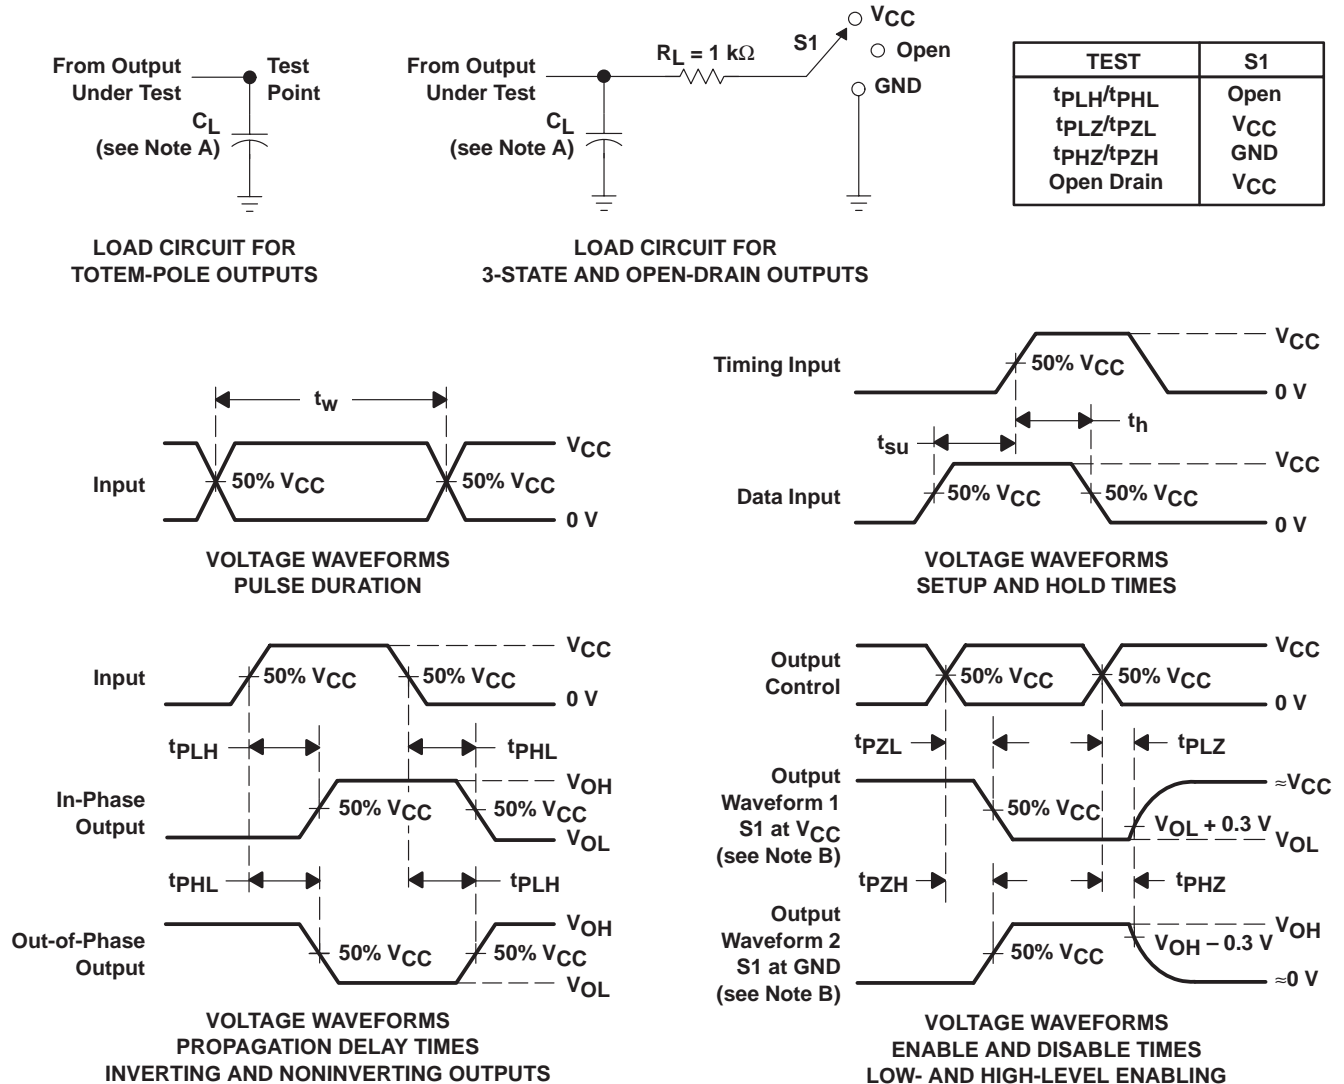 From Output
Under Test
Test
Point
CL
(see Note A)
LOAD CIRCUIT FOR
TOTEM-POLE OUTPUTS
From Output
Under Test
CL
(see Note A)
RL = 1 kΩ
S1
VCC
Open
GND
LOAD CIRCUIT FOR
3-STATE AND OPEN-DRAIN OUTPUTS
TEST S1
tPLH/tPHL Open
tPLZ/tPZL VCC
tPHZ/tPZH GND
Open Drain VCC
tw
Input
50% VCC
50% VCC
VCC
0 V
VOLTAGE WAVEFORMS
PULSE DURATION
Timing Input
50% VCC
VCC
0 V
tsu
th
Data Input
50% VCC
50% VCC
VCC
0 V
VOLTAGE WAVEFORMS
SETUP AND HOLD TIMES
Input
50% VCC
50% VCC
VCC
0 V
tPLH
tPHL
In-Phase
Output
50% VCC
50% VCC
VOH
VOL
tPHL
tPLH
Out-of-Phase
Output
50% VCC
50% VCC
VOH
VOL
VOLTAGE WAVEFORMS
PROPAGATION DELAY TIMES
INVERTING AND NONINVERTING OUTPUTS
Output
Control
50% VCC
50% VCC
VCC
0 V
tPZL
tPLZ
Output
Waveform 1
S1 at VCC
(see Note B)
50% VCC
≈VCC
VOL + 0.3 V
VOL
tPZH
tPHZ
Output
Waveform 2
S1 at GND
(see Note B)
50% VCC
VOH
VOH − 0.3 V
≈0 V
VOLTAGE WAVEFORMS
ENABLE AND DISABLE TIMES
LOW- AND HIGH-LEVEL ENABLING